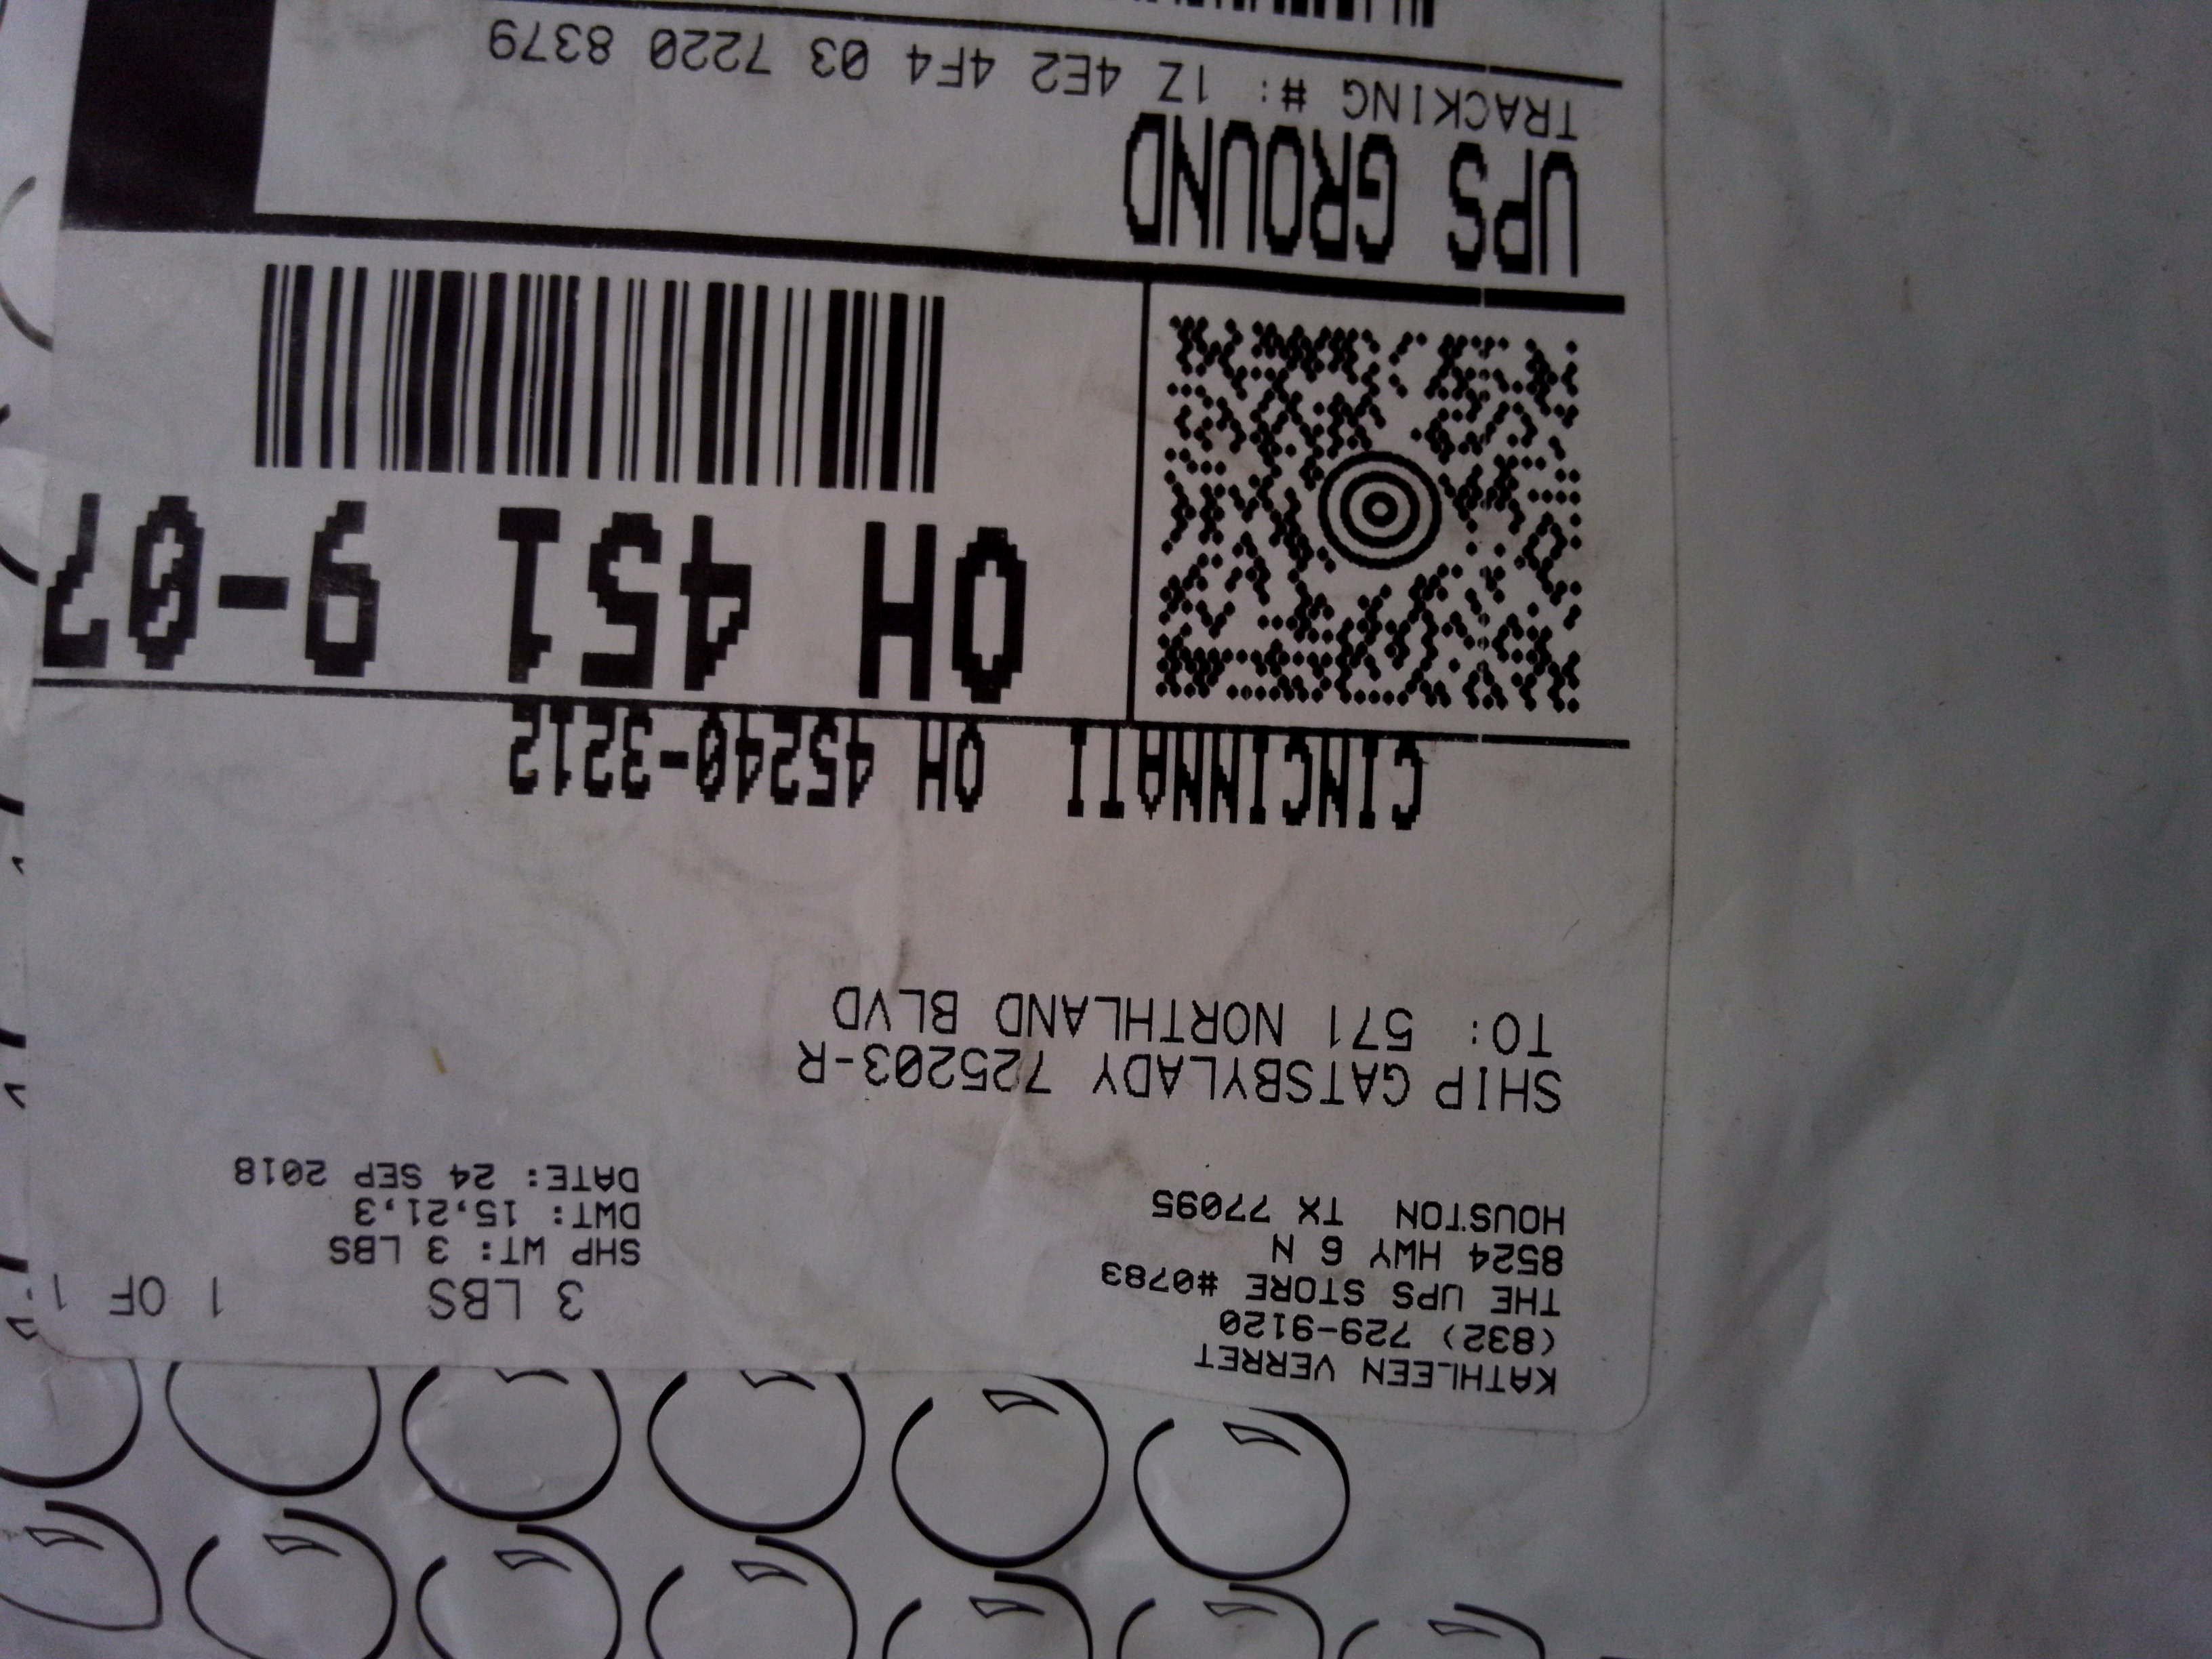 KATHLEEN VERRET
(832) 729-9120
THE UPS STORE #0783
8524 HWY 6 N
HOUSTON TX 77095
3 LBS
1 OF 1
SHP WT: 3 LBS
DWT: 15,21,3
DATE: 24 SEP 2018
SHIP GATSBYLADY 725203-R
TO: 571 NORTHLAND BLVD
CINCINNATI OH 45240-3212
OH 451 9-07
UPS GROUND
TRACKING #: 1Z 4E2 4F4 03 7220 8379